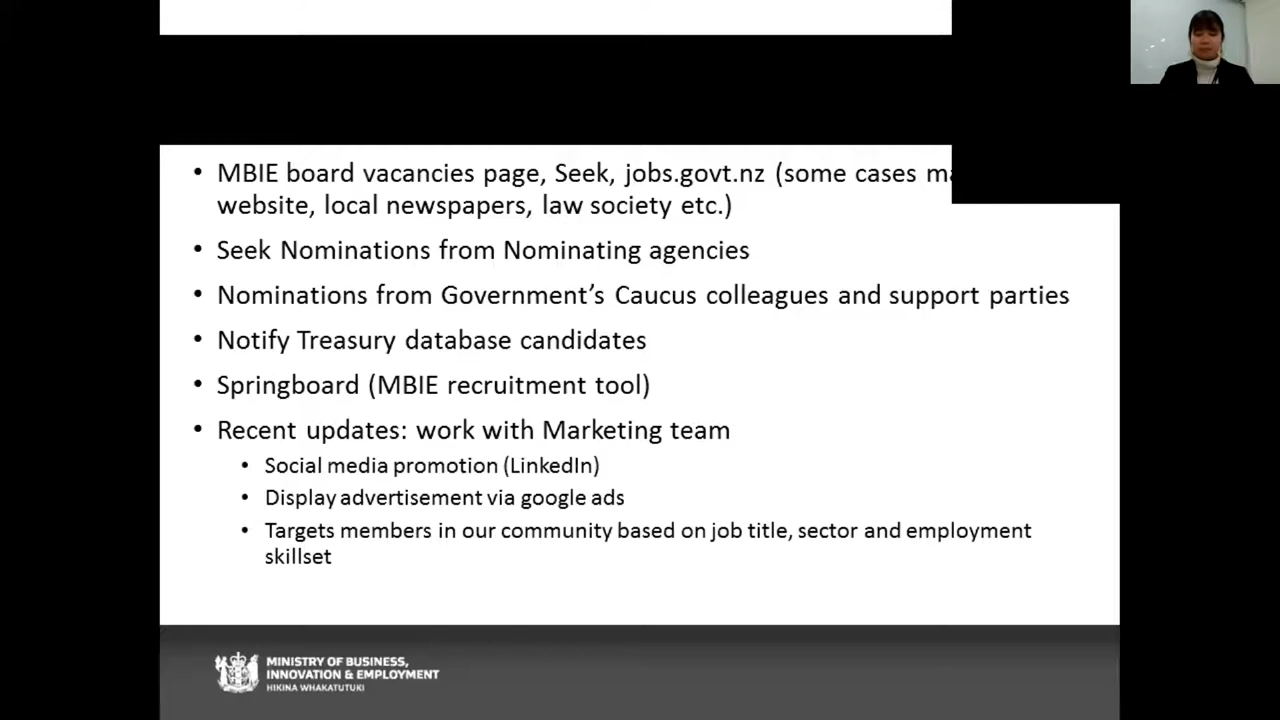 • MBIE board vacancies page, Seek, jobs.govt.nz (some cases
website, local newspapers, law society etc.)
• Seek Nominations from Nominating agencies
• Nominations from Government’s Caucus colleagues and support parties
• Notify Treasury database candidates
• Springboard (MBIE recruitment tool)
• Recent updates: work with Marketing team
• Social media promotion (LinkedIn)
• Display advertisement via google ads
• Targets members in our community based on job title, sector and employment
skillset
MINISTRY OF BUSINESS,
INNOVATION & EMPLOYMENT
HIKINA WHAKATUTUKI